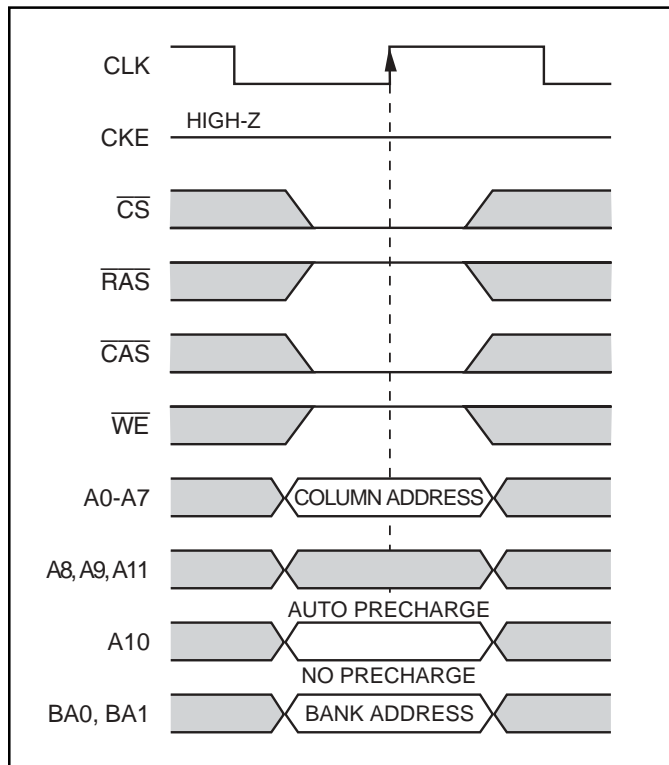 CLK
CKE HIGH-Z
CS
RAS
CAS
WE
A0-A7 COLUMN ADDRESS
A8, A9, A11
AUTO PRECHARGE
A10
NO PRECHARGE
BA0, BA1 BANK ADDRESS